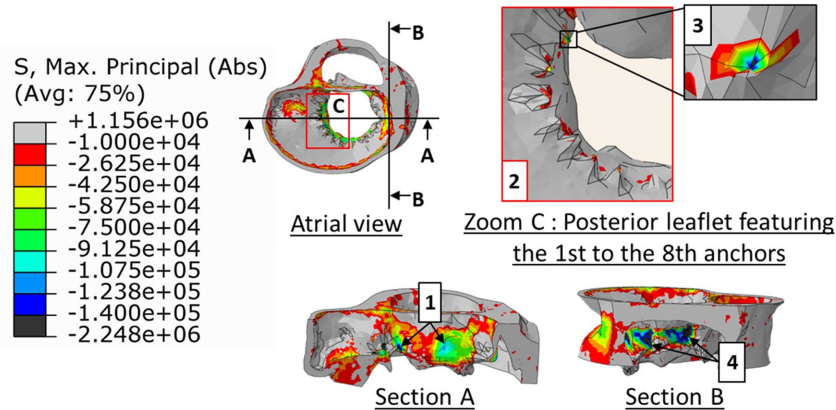 S, Max. Principal (Abs)
(Avg: 75%)
+1.156e+06
-1.000e+04
-2.625e+04
-4.250e+04
-5.875e+04
-7.500e+04
-9.125e+04
-1.075e+05
-1.238e+05
-1.400e+05
-2.248e+06
B
C
A
A
B
Atrial view
3
2
Zoom C : Posterior leaflet featuring
the 1st to the 8th anchors
1
Section A
4
Section B